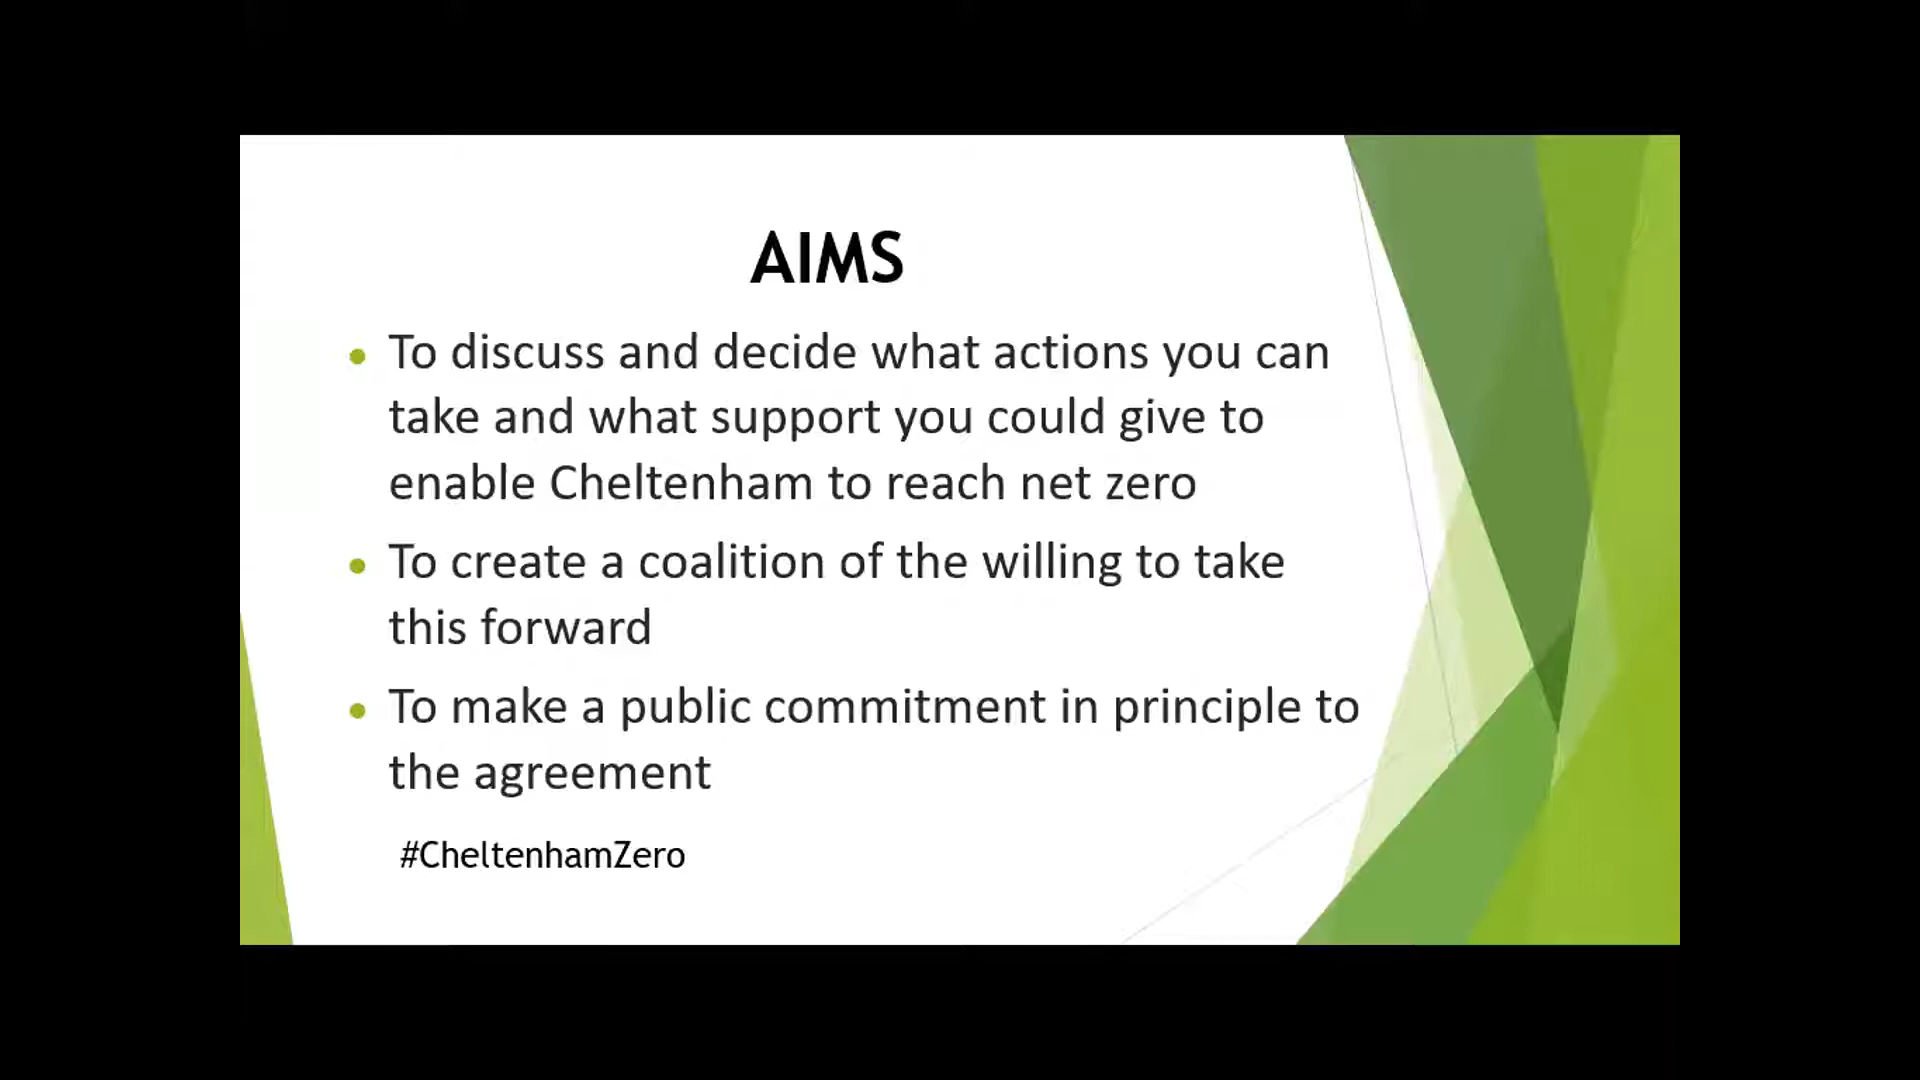 AIMS
To discuss and decide what actions you can
take and what support you could give to
enable Cheltenham to reach net zero
To create a coalition of the willing to take
this forward
To make a public commitment in principle to
the agreement
#CheltenhamZero